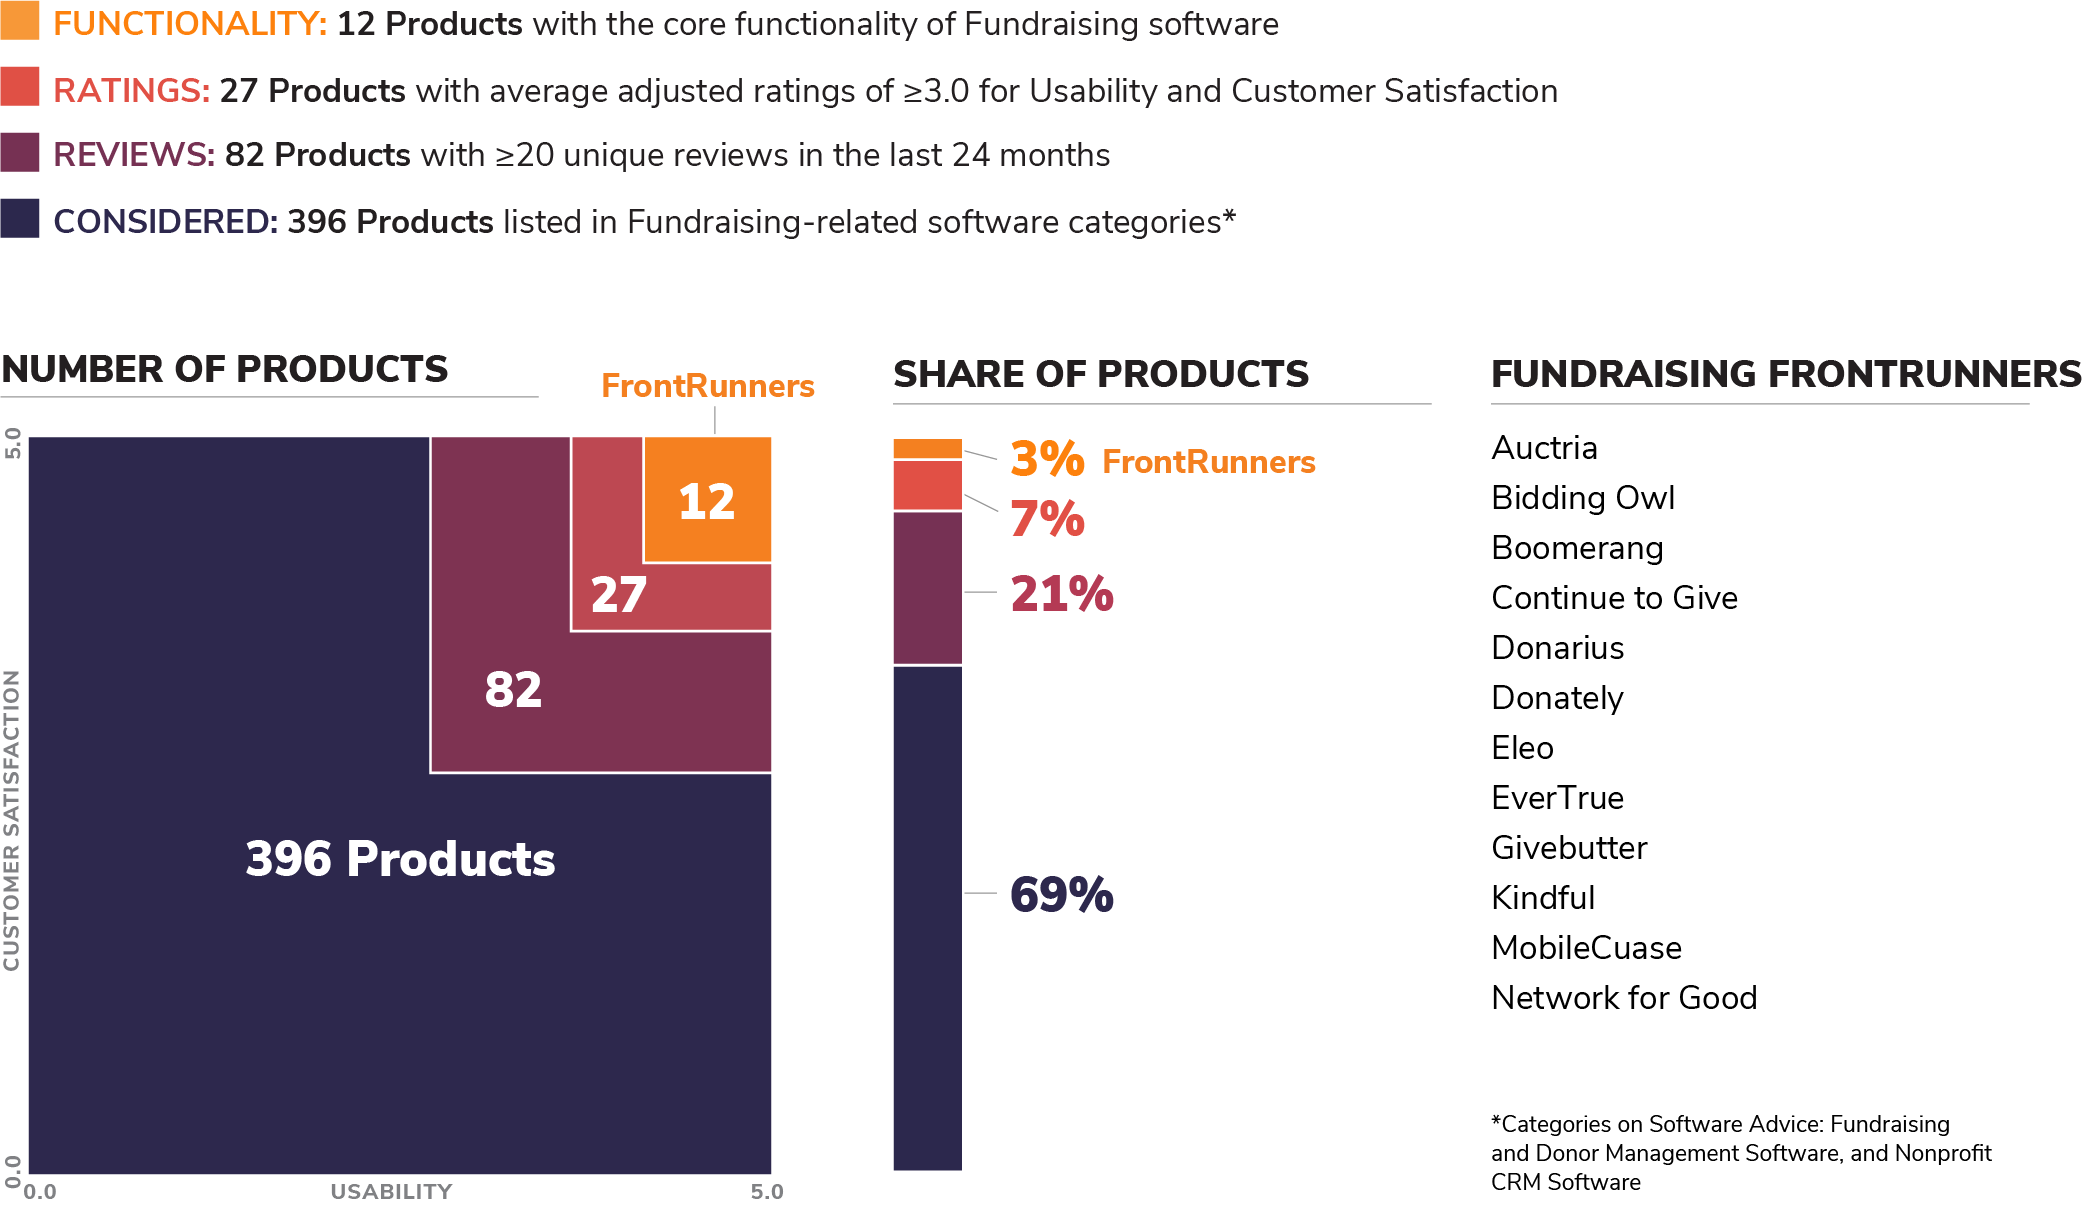 FUNCTIONALITY: 12 Products with the core functionality of Fundraising software
RATINGS: 27 Products with average adjusted ratings of ≥3.0 for Usability and Customer Satisfaction
REVIEWS: 82 Products with ≥20 unique reviews in the last 24 months
CONSIDERED: 396 Products listed in Fundraising-related software categories*
NUMBER OF PRODUCTS
FrontRunners
5.0
12
27
82
396 Products
CUSTOMER SATISFACTION
0.0
0.0
USABILITY
5.0
SHARE OF PRODUCTS
3% FrontRunners
7%
21%
69%
FUNDRAISING FRONTRUNNERS
Auctria
Bidding Owl
Boomerang
Continue to Give
Donarius
Donately
Eleo
EverTrue
Givebutter
Kindful
MobileCuase
Network for Good
*Categories on Software Advice: Fundraising
and Donor Management Software, and Nonprofit
CRM Software